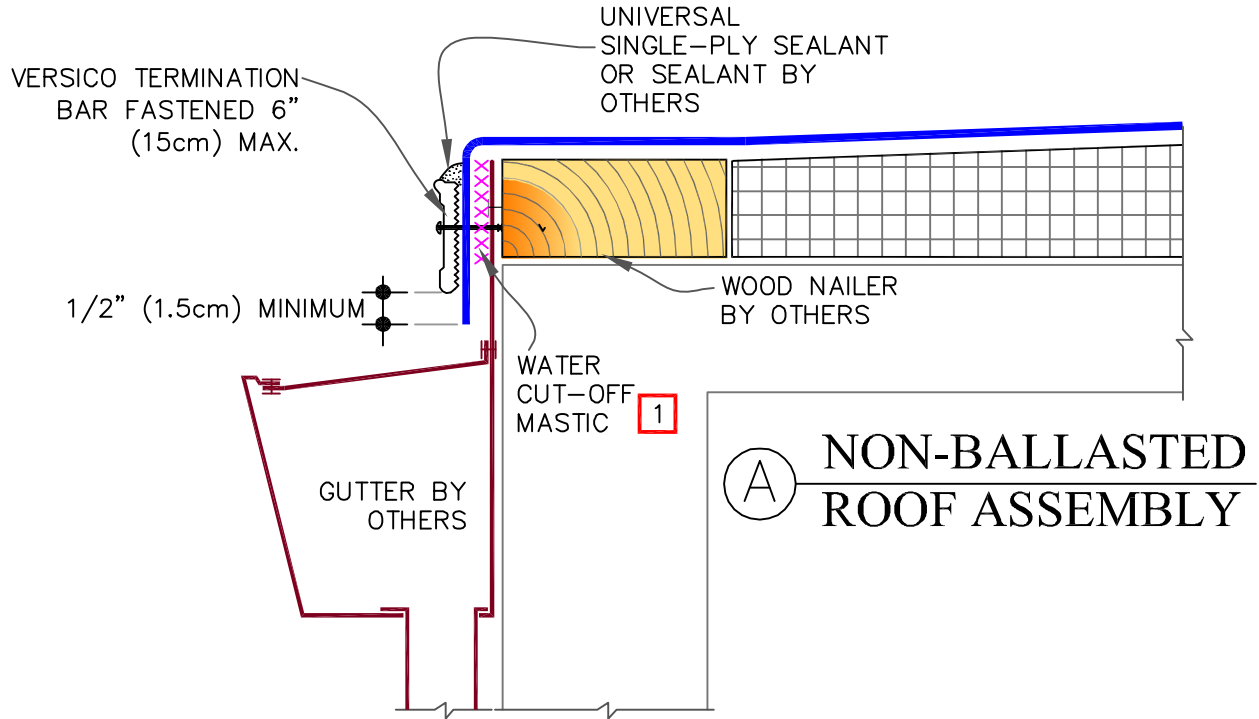 UNIVERSAL
SINGLE-PLY SEALANT
OR SEALANT BY
OTHERS
VERSICO TERMINATION
BAR FASTENED 6"
(15cm) MAX.
1/2" (1.5cm) MINIMUM
WOOD NAILER
BY OTHERS
WATER
CUT-OFF
MASTIC
1
GUTTER BY
OTHERS
A
NON-BALLASTED
ROOF ASSEMBLY